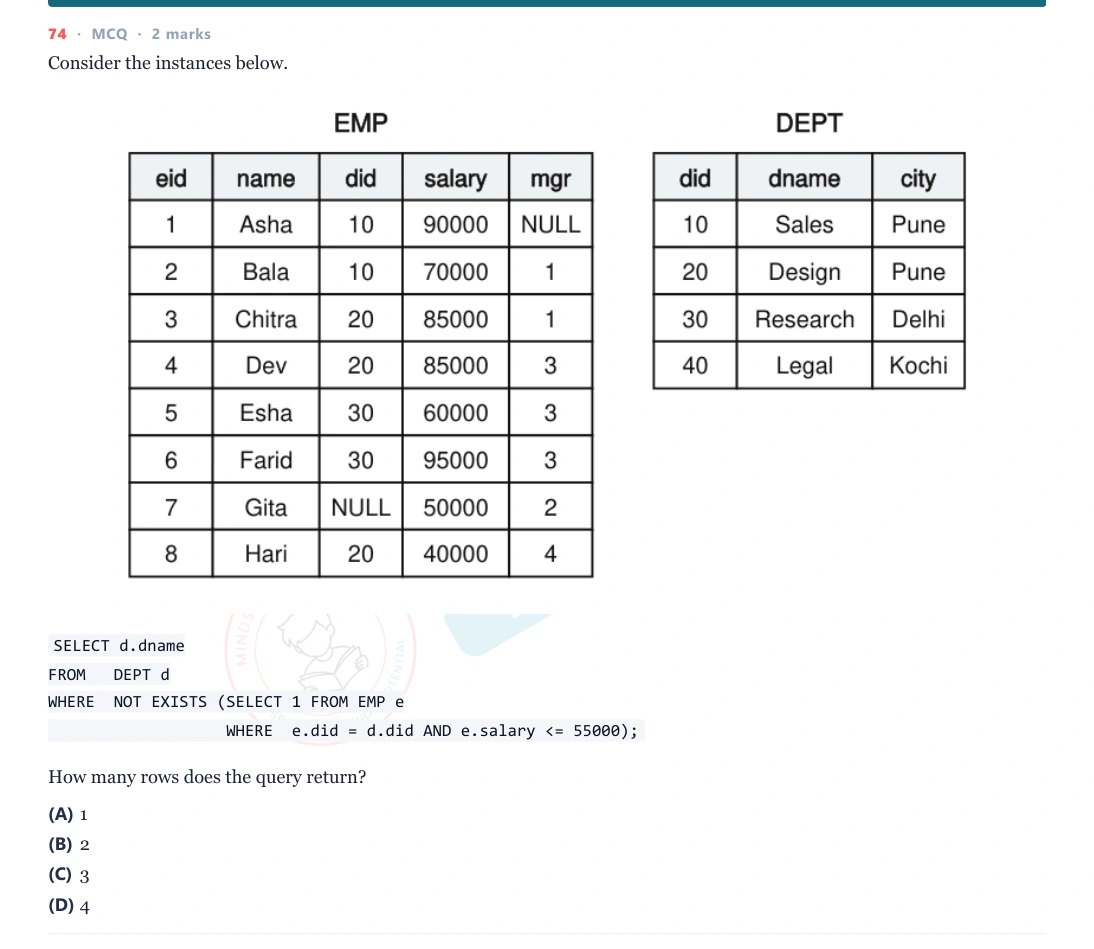 74 · MCQ · 2 marks
Consider the instances below.
EMP
eid name did salary mgr
1 Asha 10 90000 NULL
2 Bala 10 70000 1
3 Chitra 20 85000 1
4 Dev 20 85000 3
5 Esha 30 60000 3
6 Farid 30 95000 3
7 Gita NULL 50000 2
8 Hari 20 40000 4
DEPT
did dname city
10 Sales Pune
20 Design Pune
30 Research Delhi
40 Legal Kochi
MINDS
SELECT d.dname
FROM   DEPT d
WHERE  NOT EXISTS (SELECT 1 FROM EMP e
WHERE  e.did = d.did AND e.salary <= 55000);
How many rows does the query return?
(A) 1
(B) 2
(C) 3
(D) 4